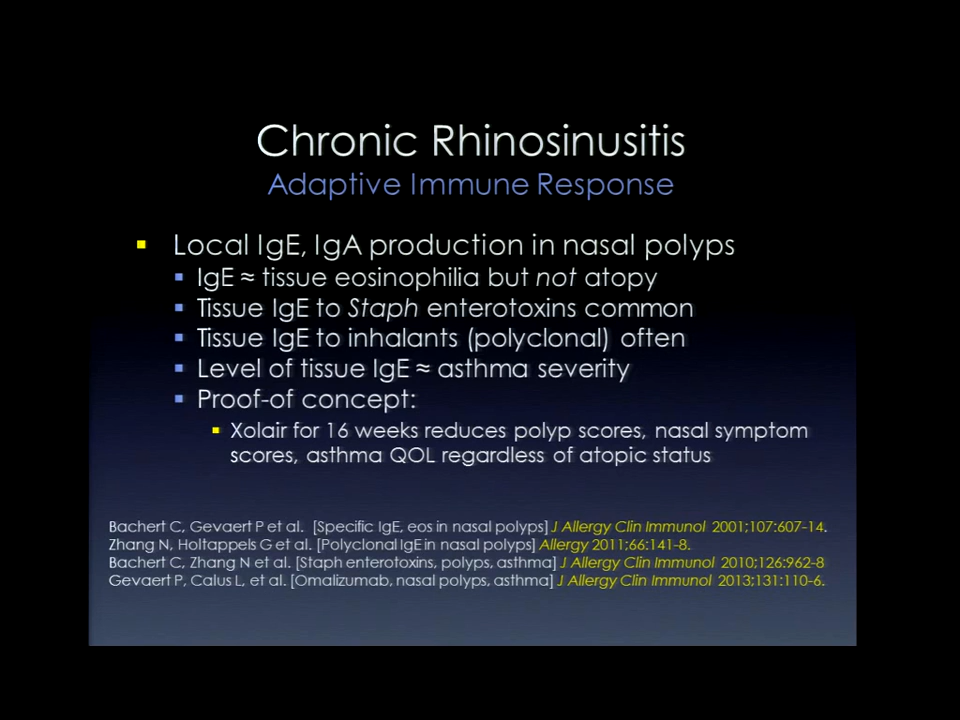 Chronic Rhinosinusitis
Adaptive Immune Response
▪ Local IgE, IgA production in nasal polyps
▪ IgE ≈ tissue eosinophilia but not atopy
▪ Tissue IgE to Staph enterotoxins common
▪ Tissue IgE to inhalants (polyclonal) often
▪ Level of tissue IgE ≈ asthma severity
▪ Proof-of concept:
▪ Xolair for 16 weeks reduces polyp scores, nasal symptom
scores, asthma QOL regardless of atopic status
Bachert C, Gevaert P et al. [Specific IgE, eos in nasal polyps] J Allergy Clin Immunol 2001;107:607-14.
Zhang N, Holtappels G et al. [Polyclonal IgE in nasal polyps] Allergy 2011;66:141-8.
Bachert C, Zhang N et al. [Staph enterotoxins, polyps, asthma] J Allergy Clin Immunol 2010;126:962-8
Gevaert P, Calus L, et al. [Omalizumab, nasal polyps, asthma] J Allergy Clin Immunol 2013;131:110-6.